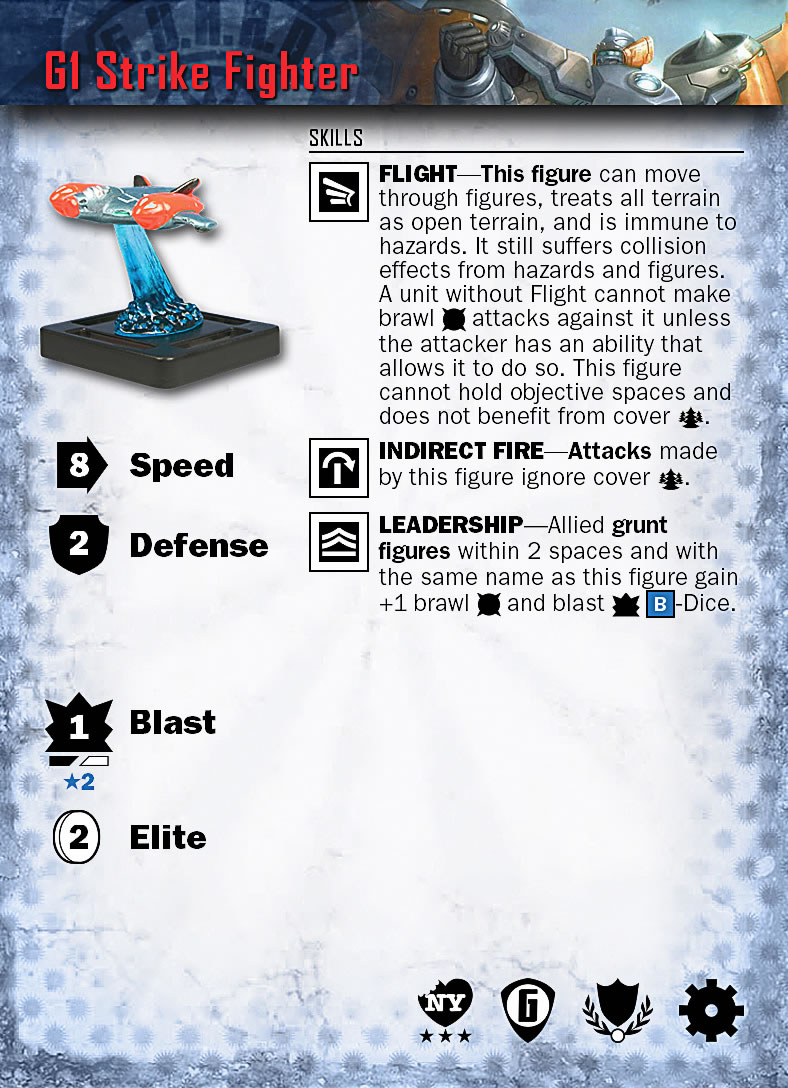 G.U.A.R.D
G1 Strike Fighter
SKILLS
FLIGHT—This figure can move
through figures, treats all terrain
as open terrain, and is immune to
hazards. It still suffers collision
effects from hazards and figures.
A unit without Flight cannot make
brawl attacks against it unless
the attacker has an ability that
allows it to do so. This figure
cannot hold objective spaces and
does not benefit from cover .
INDIRECT FIRE—Attacks made
by this figure ignore cover .
LEADERSHIP—Allied grunt
figures within 2 spaces and with
the same name as this figure gain
+1 brawl and blast B-Dice.
8 Speed
2 Defense
1 Blast
★2
2 Elite
NY
★★★
G